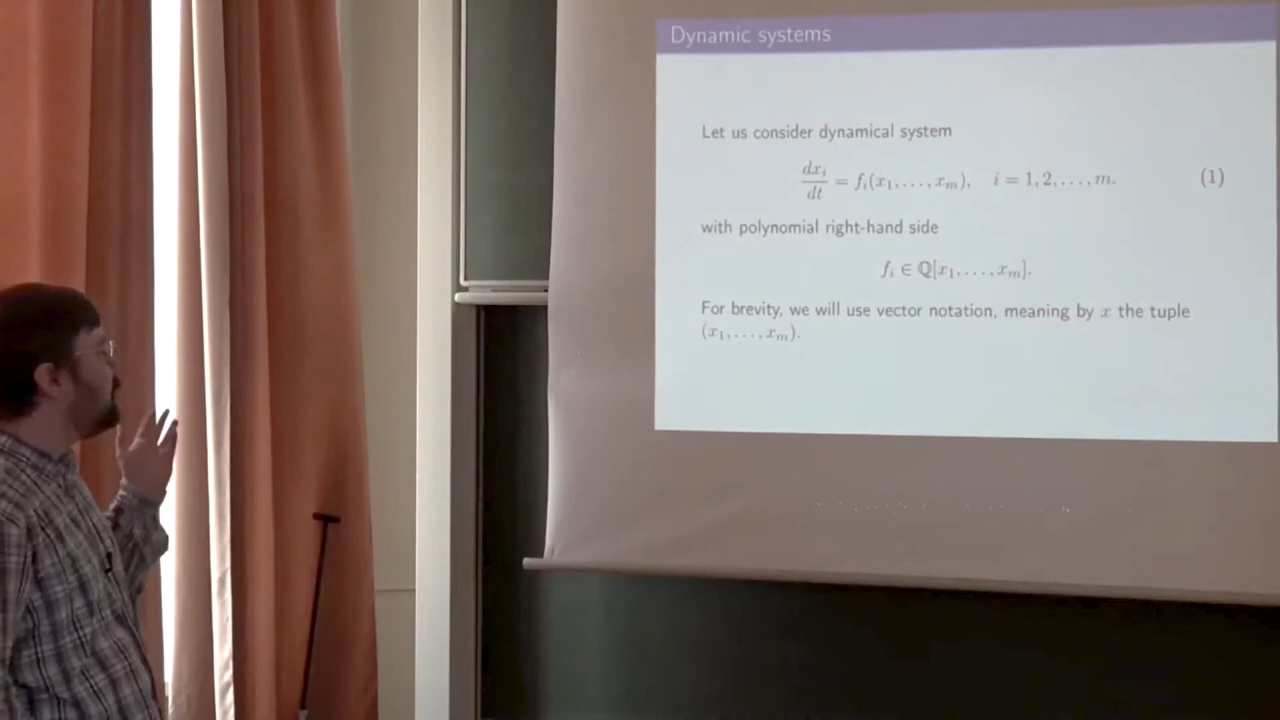 Dynamic systems
Let us consider dynamical system
dx_i/dt = f_i(x_1, . . . , x_m), i = 1, 2, . . . , m. (1)
with polynomial right-hand side
f_i ∈ ℚ[x_1, . . . , x_m].
For brevity, we will use vector notation, meaning by x the tuple
(x_1, . . . , x_m).